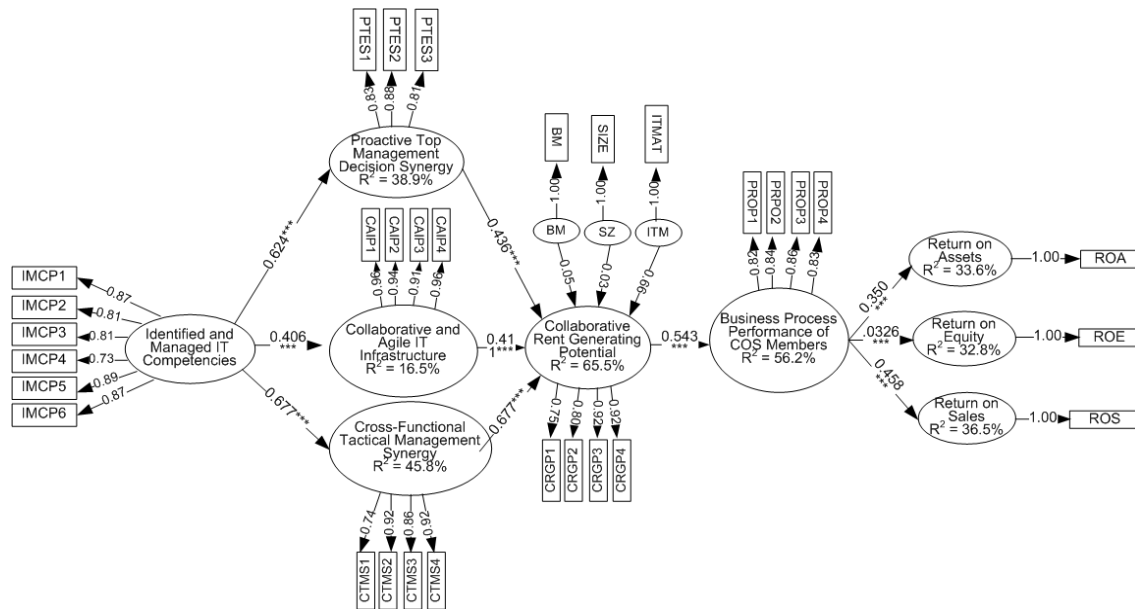 PTES1
PTES2
PTES3
0.83
0.88
0.81
Proactive Top
Management
Decision Synergy
R² = 38.9%
BM
SIZE
ITMAT
1.00
1.00
1.00
BM
SZ
ITM
0.05
0.03
0.66
CAIP1
CAIP2
CAIP3
CAIP4
0.96
0.94
0.91
0.96
PROP1
PRPO2
PROP3
PROP4
0.82
0.84
0.86
0.83
0.624***
0.436***
IMCP1
IMCP2
IMCP3
IMCP4
IMCP5
IMCP6
0.87
0.81
0.81
0.73
0.89
0.87
Identified and
Managed IT
Competencies
0.406
***
Collaborative and
Agile IT
Infrastructure
R² = 16.5%
0.41
1***
Collaborative
Rent Generating
Potential
R² = 65.5%
0.543
***
Business Process
Performance of
COS Members
R² = 56.2%
0.350
***
.0326
***
0.458
***
Return on
Assets
R² = 33.6%
1.00
ROA
Return on
Equity
R² = 32.8%
1.00
ROE
Return on
Sales
R² = 36.5%
1.00
ROS
0.677***
0.677***
Cross-Functional
Tactical Management
Synergy
R² = 45.8%
0.75
0.80
0.92
0.92
CRGP1
CRGP2
CRGP3
CRGP4
0.74
0.92
0.86
0.92
CTMS1
CTMS2
CTMS3
CTMS4